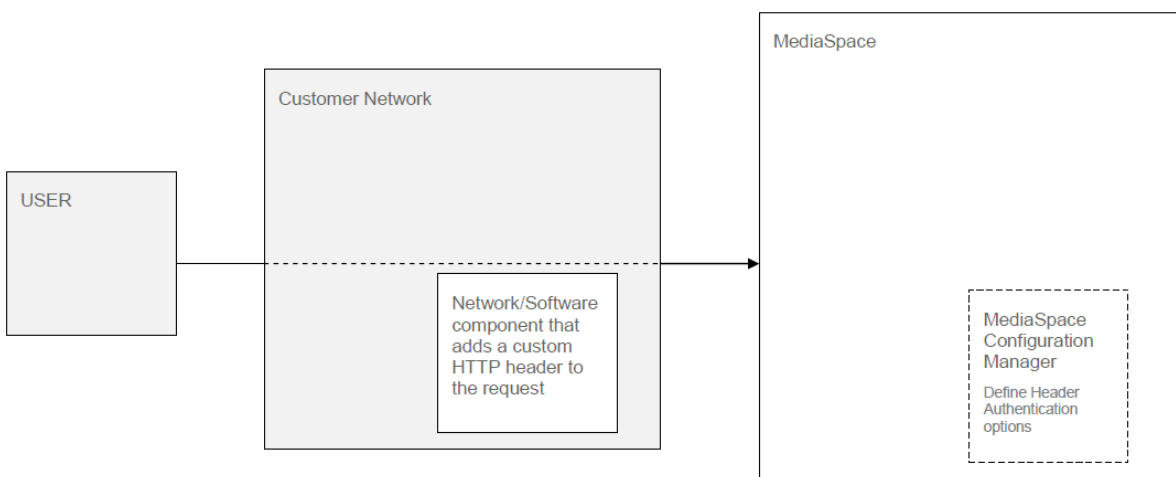 MediaSpace
Customer Network
USER
Network/Software
component that
adds a custom
HTTP header to
the request
MediaSpace
Configuration
Manager
Define Header
Authentication
options